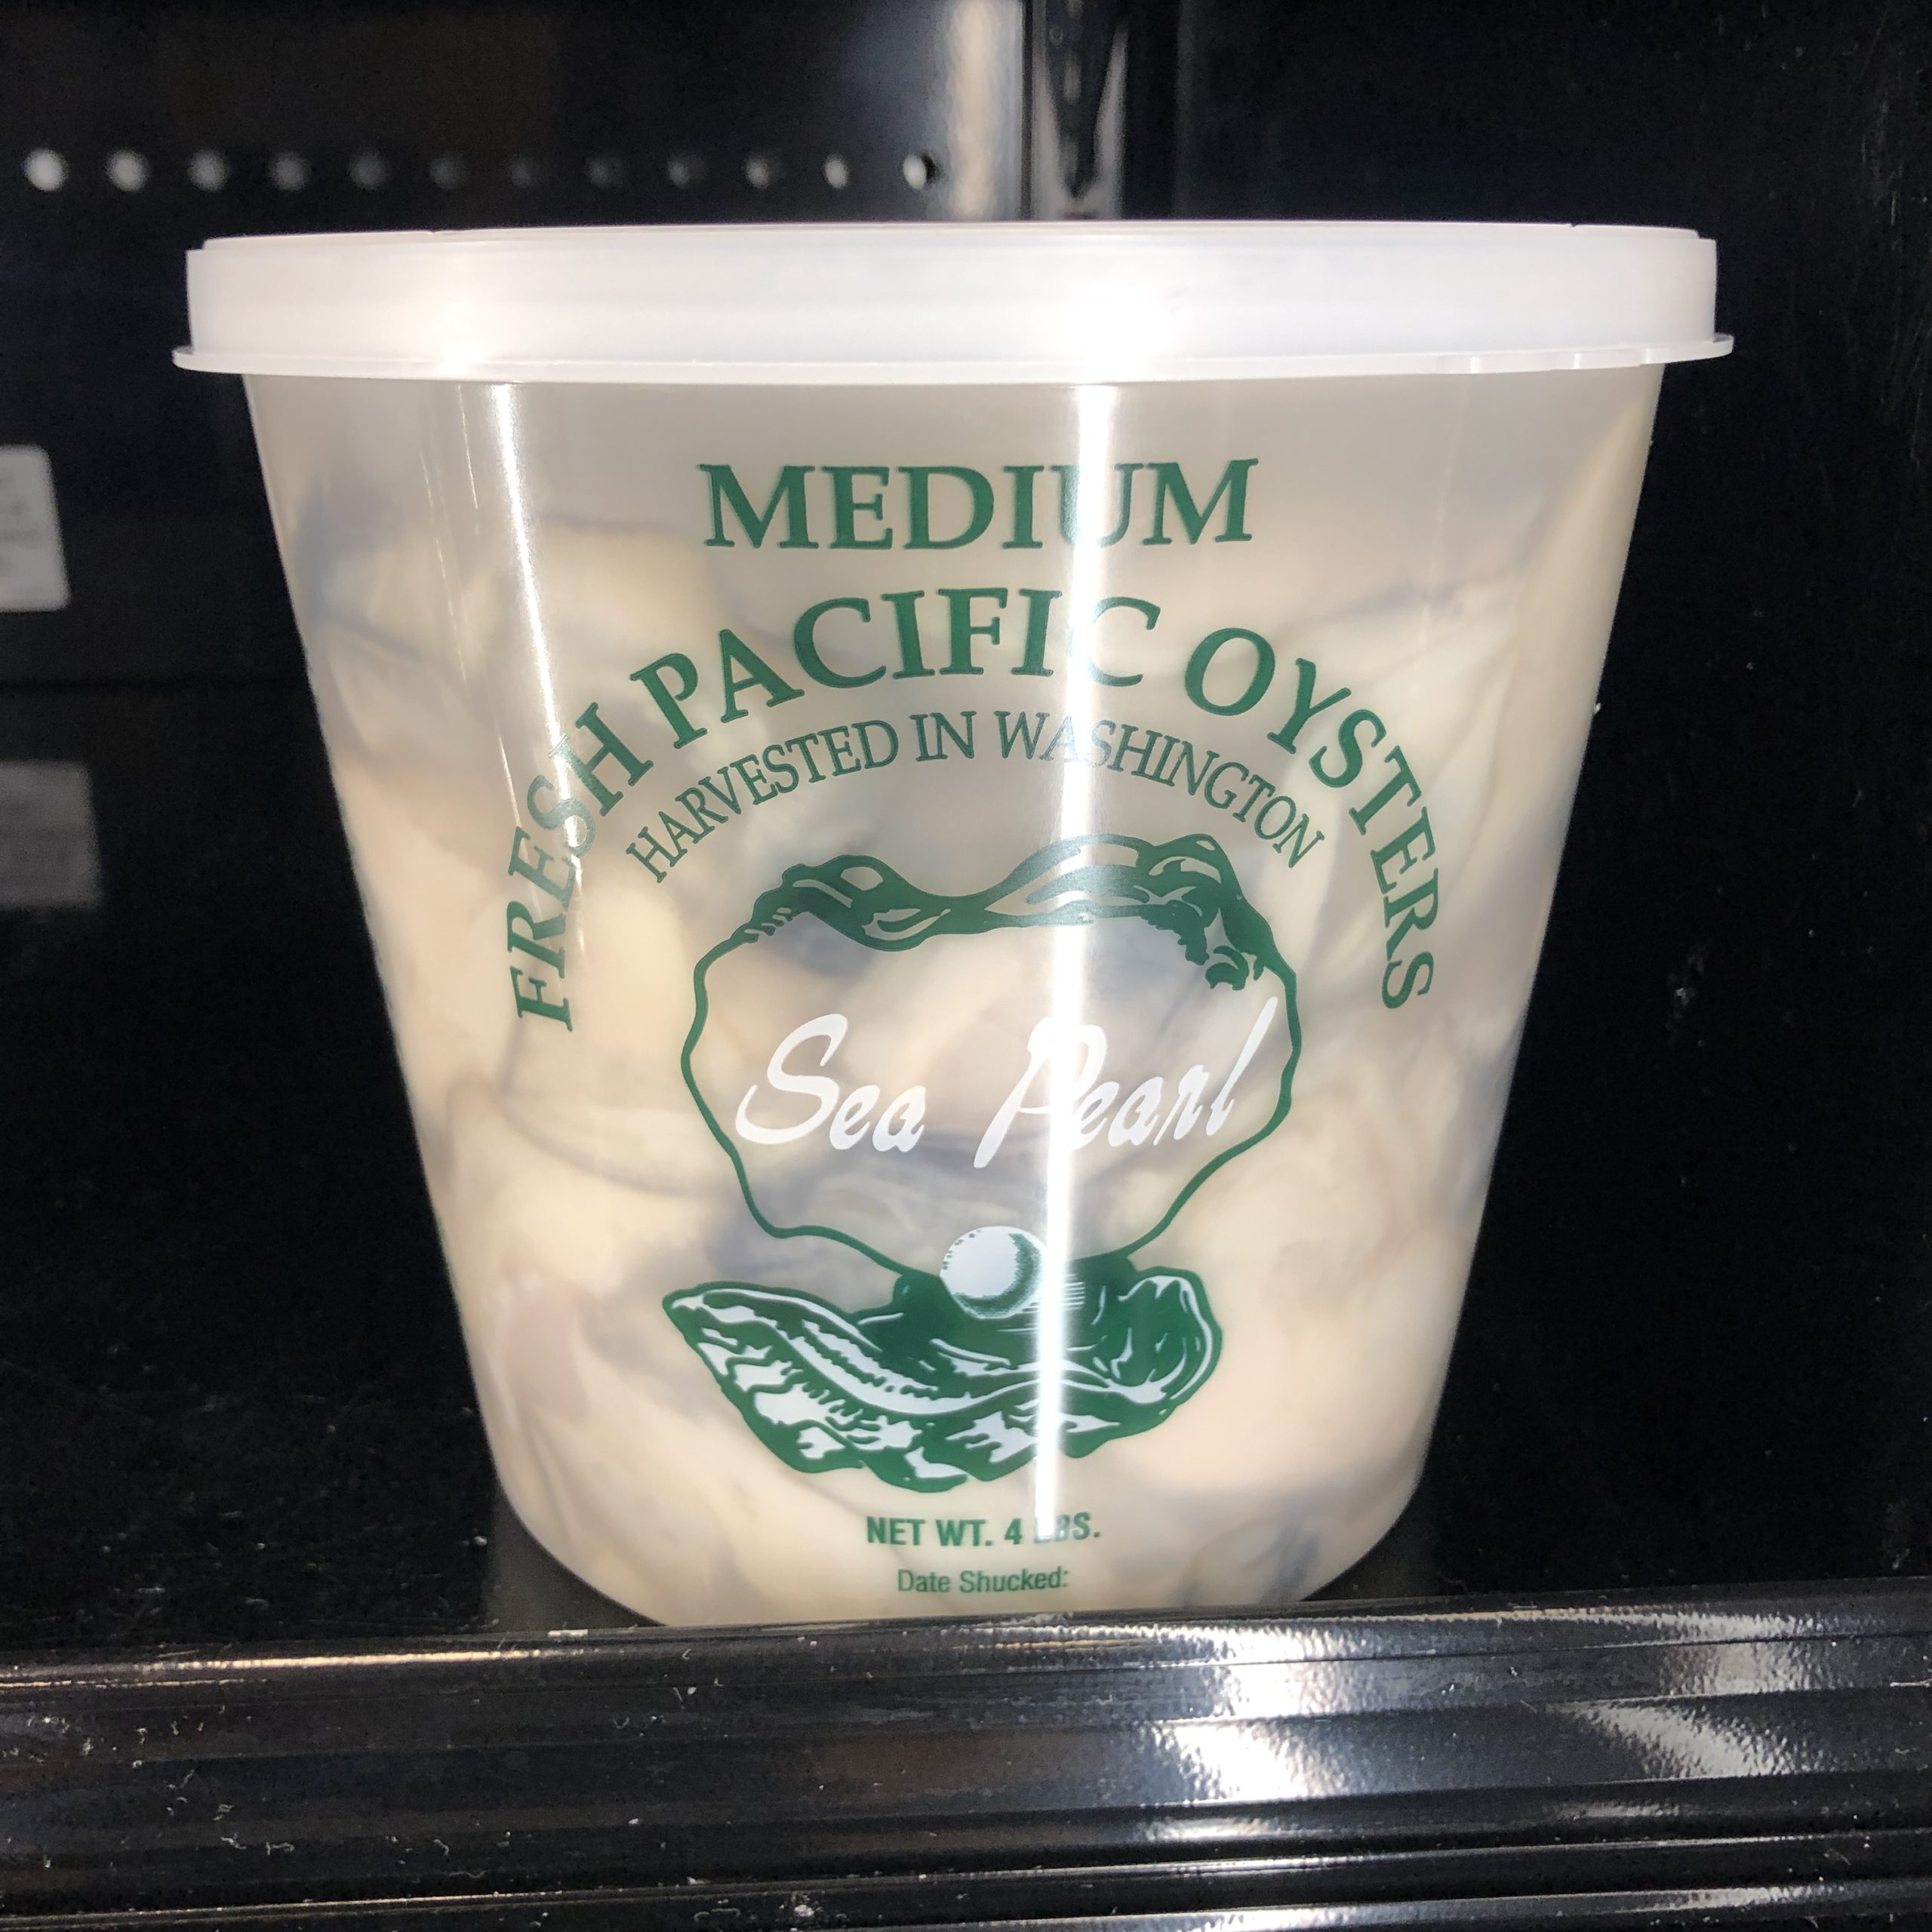 MEDIUM
FRESH PACIFIC OYSTERS
HARVESTED IN WASHINGTON
Sea Pearl
NET WT. 4 LBS.
Date Shucked: